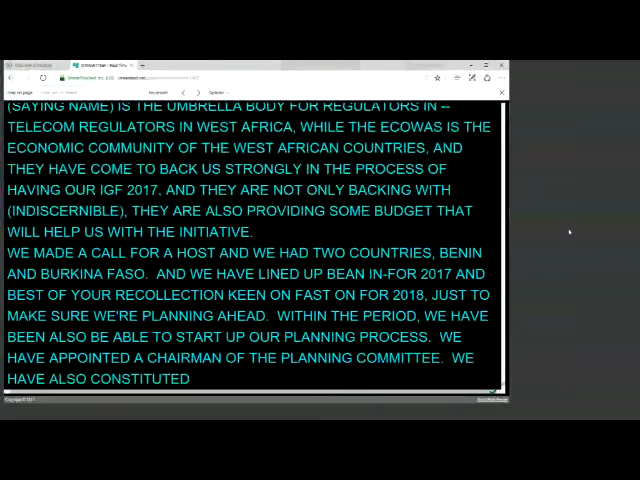 (SAYING NAME) IS THE UMBRELLA BODY FOR REGULATORS IN --
TELECOM REGULATORS IN WEST AFRICA, WHILE THE ECOWAS IS THE
ECONOMIC COMMUNITY OF THE WEST AFRICAN COUNTRIES, AND
THEY HAVE COME TO BACK US STRONGLY IN THE PROCESS OF
HAVING OUR IGF 2017, AND THEY ARE NOT ONLY BACKING WITH
(INDISCERNIBLE), THEY ARE ALSO PROVIDING SOME BUDGET THAT
WILL HELP US WITH THE INITIATIVE.
WE MADE A CALL FOR A HOST AND WE HAD TWO COUNTRIES, BENIN
AND BURKINA FASO.  AND WE HAVE LINED UP BEAN IN-FOR 2017 AND
BEST OF YOUR RECOLLECTION KEEN ON FAST ON FOR 2018, JUST TO
MAKE SURE WE'RE PLANNING AHEAD.  WITHIN THE PERIOD, WE HAVE
BEEN ALSO BE ABLE TO START UP OUR PLANNING PROCESS.  WE
HAVE APPOINTED A CHAIRMAN OF THE PLANNING COMMITTEE.  WE
HAVE ALSO CONSTITUTED